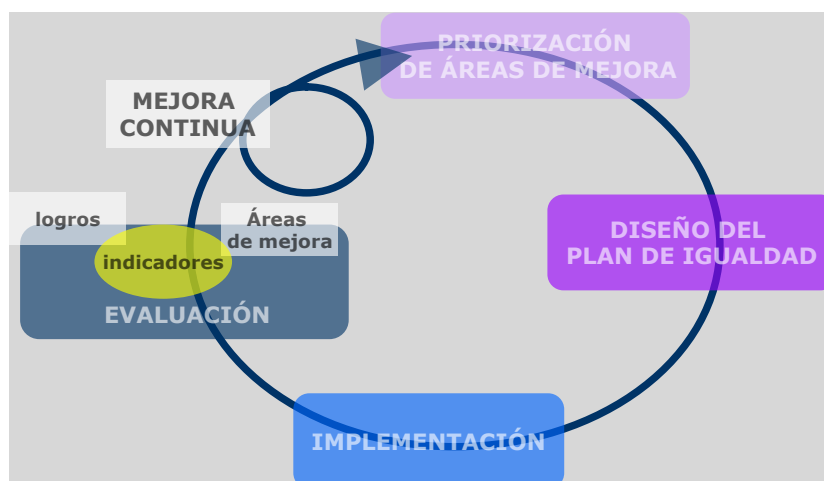 PRIORIZACIÓN
DE ÁREAS DE MEJORA
MEJORA
CONTINUA
logros
Áreas
de mejora
indicadores
EVALUACIÓN
DISEÑO DEL
PLAN DE IGUALDAD
IMPLEMENTACIÓN